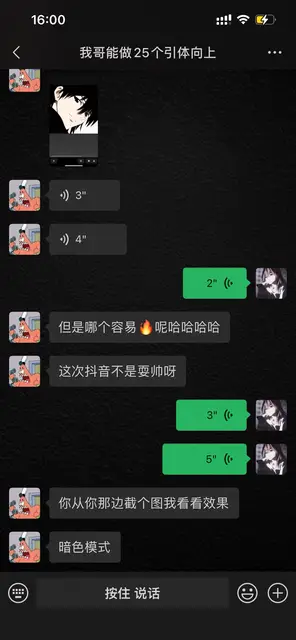 16:00
我哥能做25个引体向上
3"
4"
2"
但是哪个容易🔥呢哈哈哈哈
这次抖音不是耍帅呀
3"
5"
你从你那边截个图我看看效果
暗色模式
按住 说话